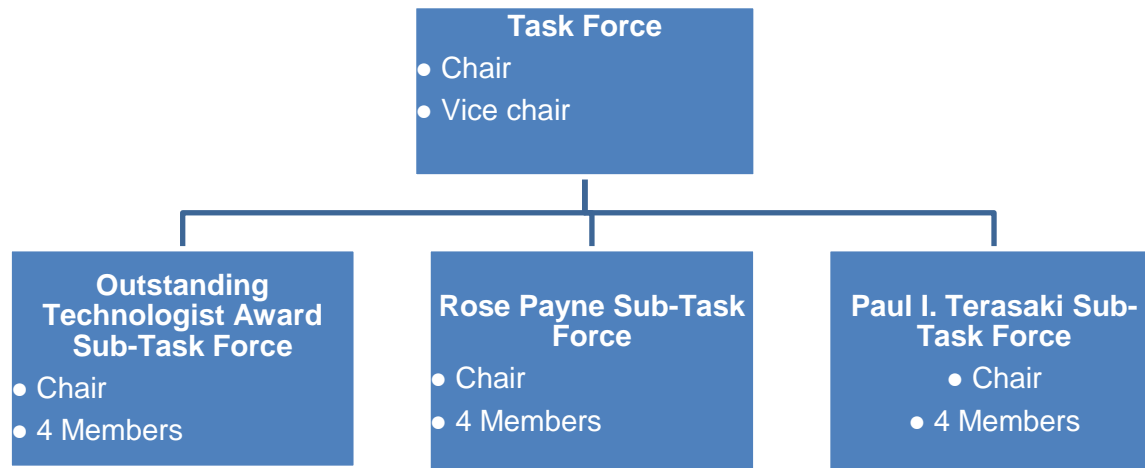 Task Force
● Chair
● Vice chair
Outstanding
Technologist Award
Sub-Task Force
● Chair
● 4 Members
Rose Payne Sub-Task
Force
● Chair
● 4 Members
Paul I. Terasaki Sub-
Task Force
● Chair
● 4 Members